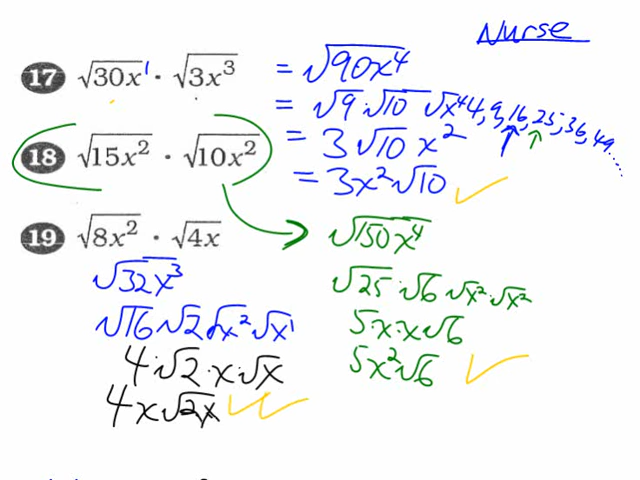 Nurse
17 √30x¹ · √3x³ = √90x⁴
= √9 · √10 √x⁴ 4, 9, 16, 25, 36, 49....
= 3√10 x²
= 3x²√10 ✓
18 √15x² · √10x²
√150x⁴
√25 · √6 √x² · √x²
5·x·x√6
5x²√6 ✓
19 √8x² · √4x
√32x³
√16 √2 √x² √x¹
4·√2·x·√x
4x√2x ✓✓